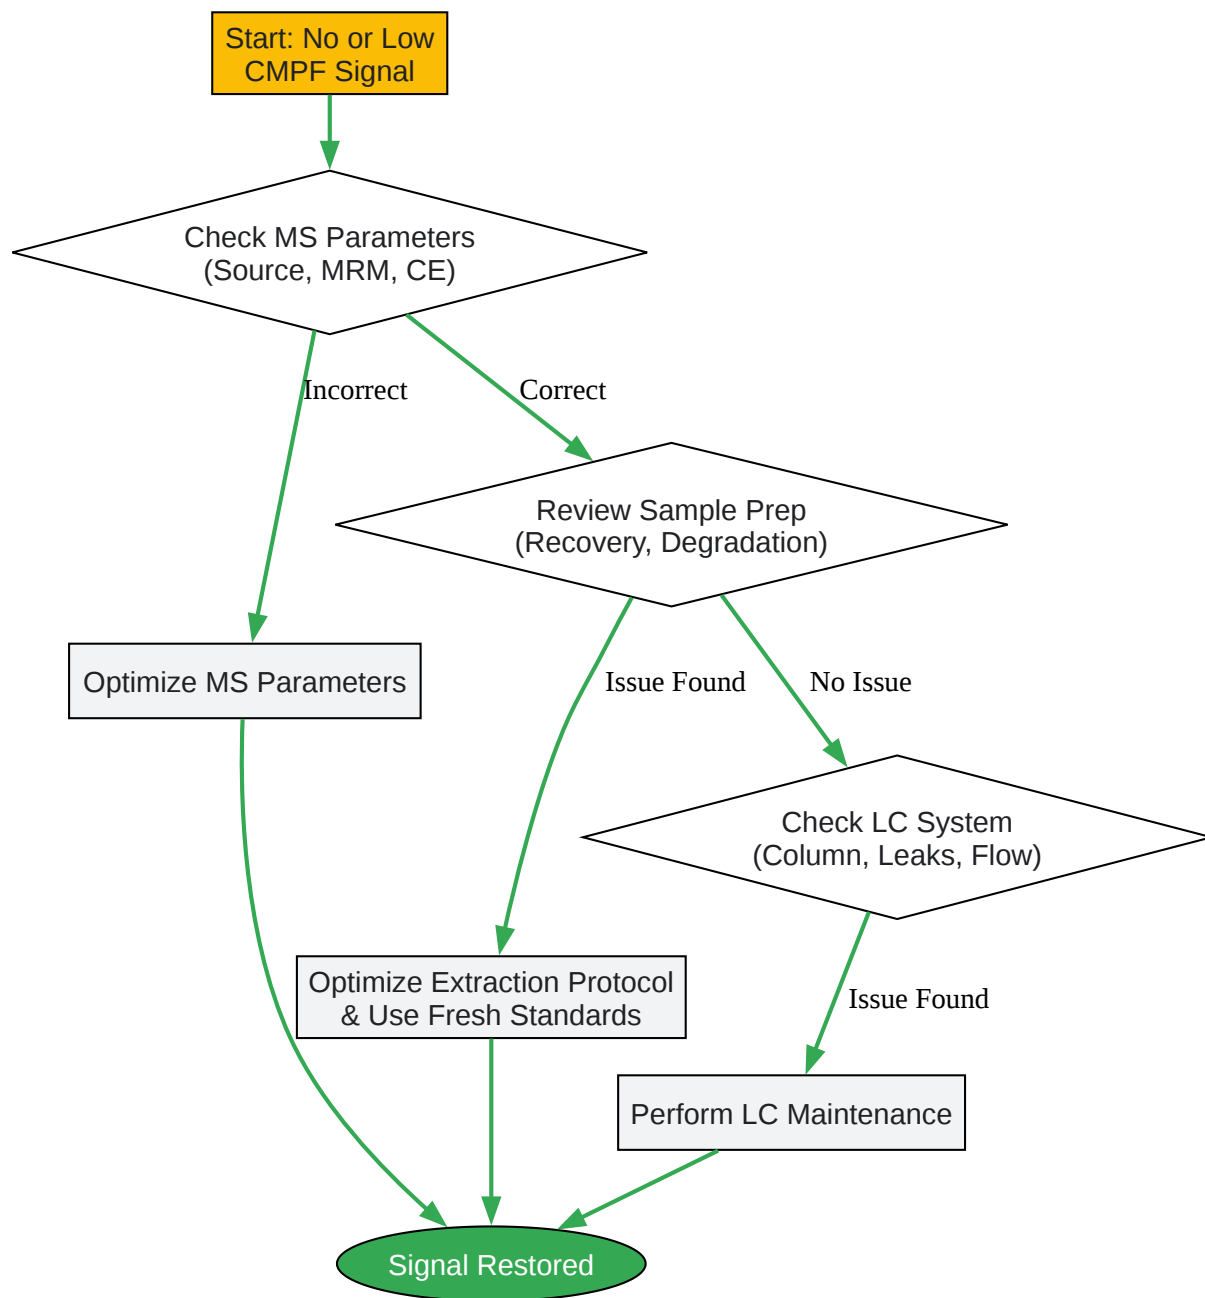 Start: No or Low
CMPF Signal
Check MS Parameters
(Source, MRM, CE)
Incorrect
Correct
Review Sample Prep
(Recovery, Degradation)
Optimize MS Parameters
Issue Found
No Issue
Check LC System
(Column, Leaks, Flow)
Optimize Extraction Protocol
& Use Fresh Standards
Issue Found
Perform LC Maintenance
Signal Restored